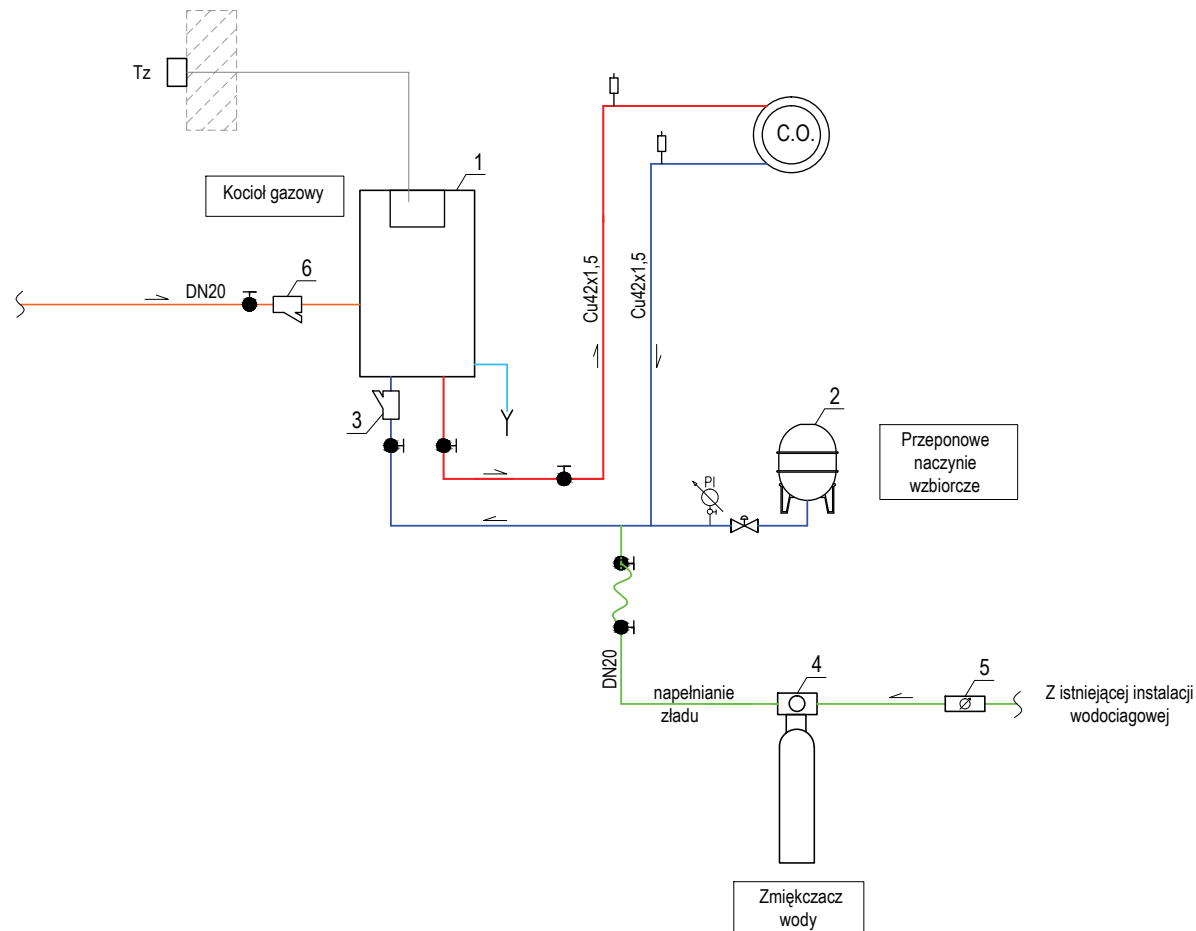 Tz
C.O.
Kocioł gazowy
1
DN20
6
Cu42x1,5
Cu42x1,5
3
2
Przeponowe
naczynie
wzbiorcze
PI
DN20
napełnianie
zładu
4
5
Z istniejącej instalacji
wodociagowej
Zmiękczacz
wody